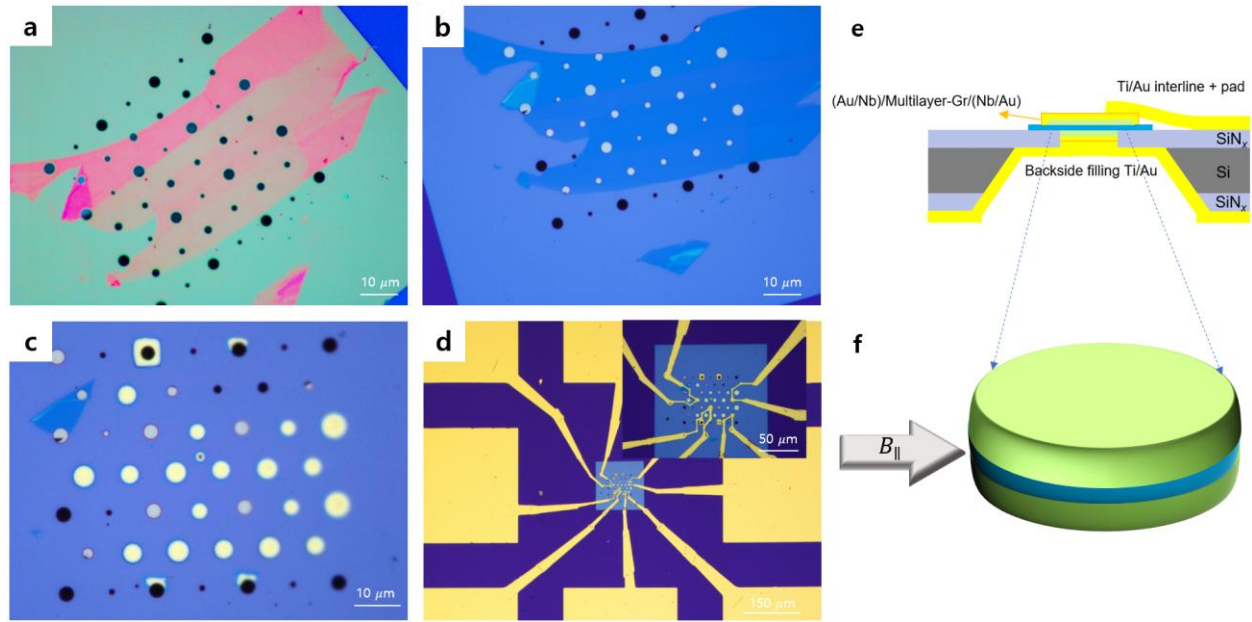 a
10 μm
b
10 μm
e
Ti/Au interline + pad
(Au/Nb)/Multilayer-Gr/(Nb/Au)
SiNₓ
Si
Backside filling Ti/Au
SiNₓ
c
10 μm
d
50 μm
150 μm
f
B∥